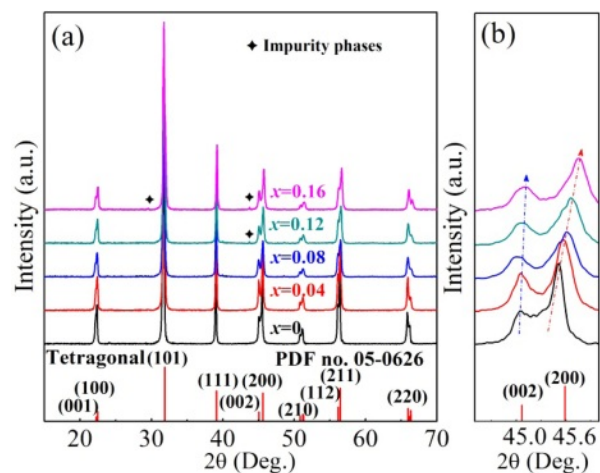 (a)
✦ Impurity phases
Intensity (a.u.)
x=0.16
x=0.12
x=0.08
x=0.04
x=0
Tetragonal (101)
PDF no. 05-0626
(100)
(001)
(111)
(200)
(002)
(210)
(211)
(112)
(220)
20 30 40 50 60 70
2θ (Deg.)
(b)
Intensity (a.u.)
(002)
(200)
45.0 45.6
2θ (Deg.)